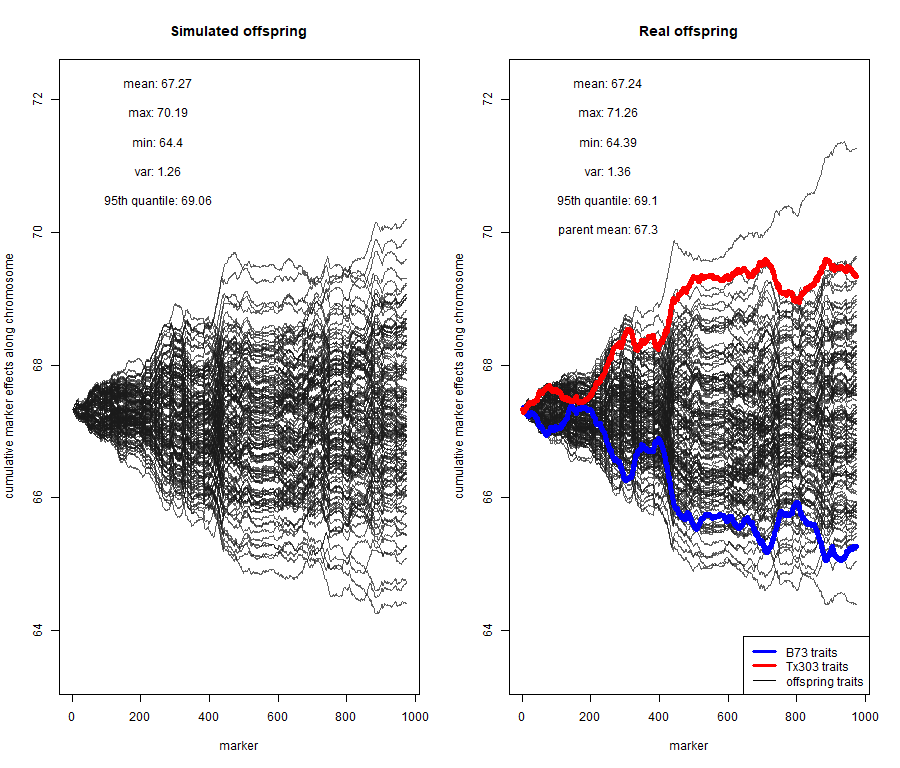 Simulated offspring
mean: 67.27
max: 70.19
min: 64.4
var: 1.26
95th quantile: 69.06
cumulative marker effects along chromosome
72
70
68
66
64
0
200
400
600
800
1000
marker
Real offspring
mean: 67.24
max: 71.26
min: 64.39
var: 1.36
95th quantile: 69.1
parent mean: 67.3
cumulative marker effects along chromosome
72
70
68
66
64
B73 traits
Tx303 traits
offspring traits
0
200
400
600
800
1000
marker